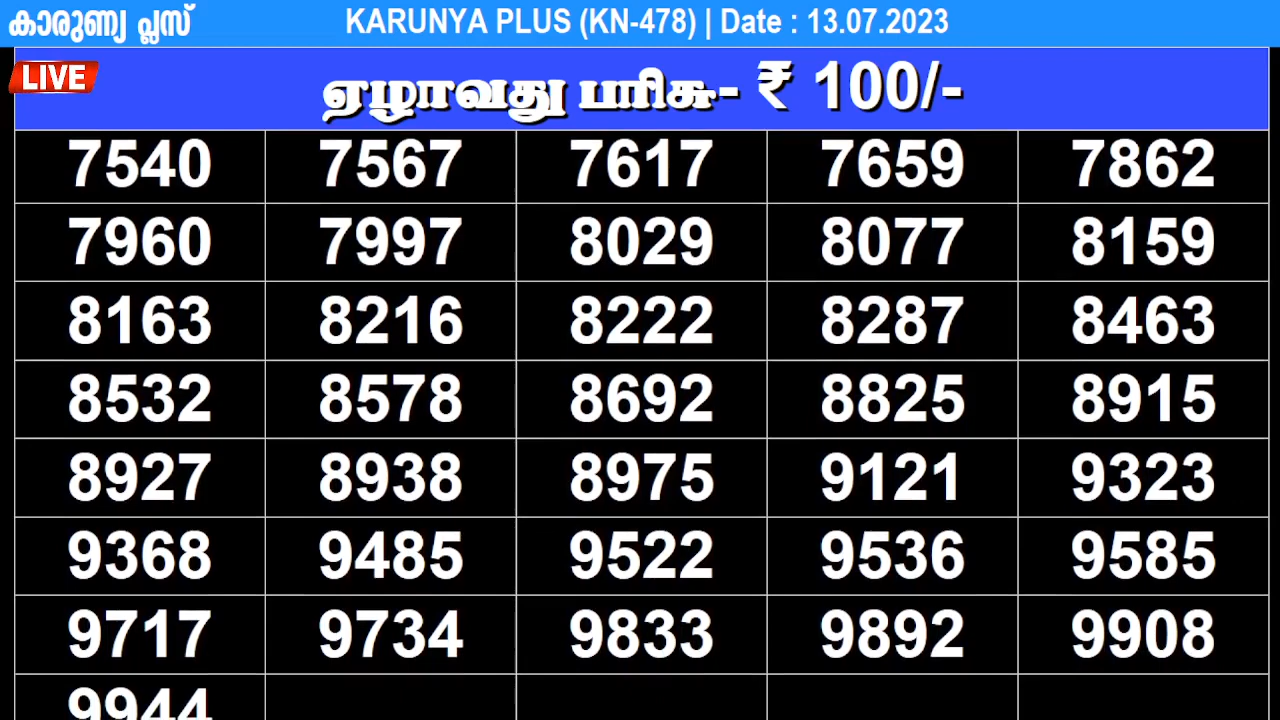 കാരുണ്യ പ്ലസ് KARUNYA PLUS (KN-478) | Date : 13.07.2023
LIVE
ஏழாவது பரிசு- ₹ 100/-
7540 7567 7617 7659 7862
7960 7997 8029 8077 8159
8163 8216 8222 8287 8463
8532 8578 8692 8825 8915
8927 8938 8975 9121 9323
9368 9485 9522 9536 9585
9717 9734 9833 9892 9908
9944